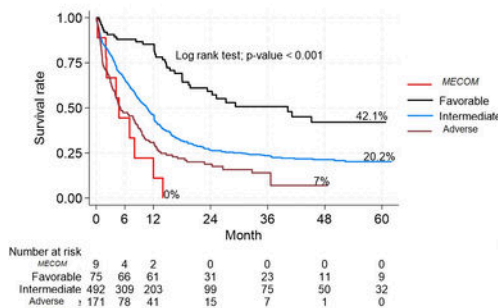 1.00
0.75
0.50
0.25
0.00
Survival rate
Log rank test; p-value < 0.001
42.1%
20.2%
7%
0%
0 6 12 24 36 48 60
Month
MECOM
Favorable
Intermediate
Adverse
Number at risk
MECOM 9 4 2 0 0 0 0
Favorable 75 66 61 31 23 11 9
Intermediate 492 309 203 99 75 50 32
Adverse 171 78 41 15 7 1 0